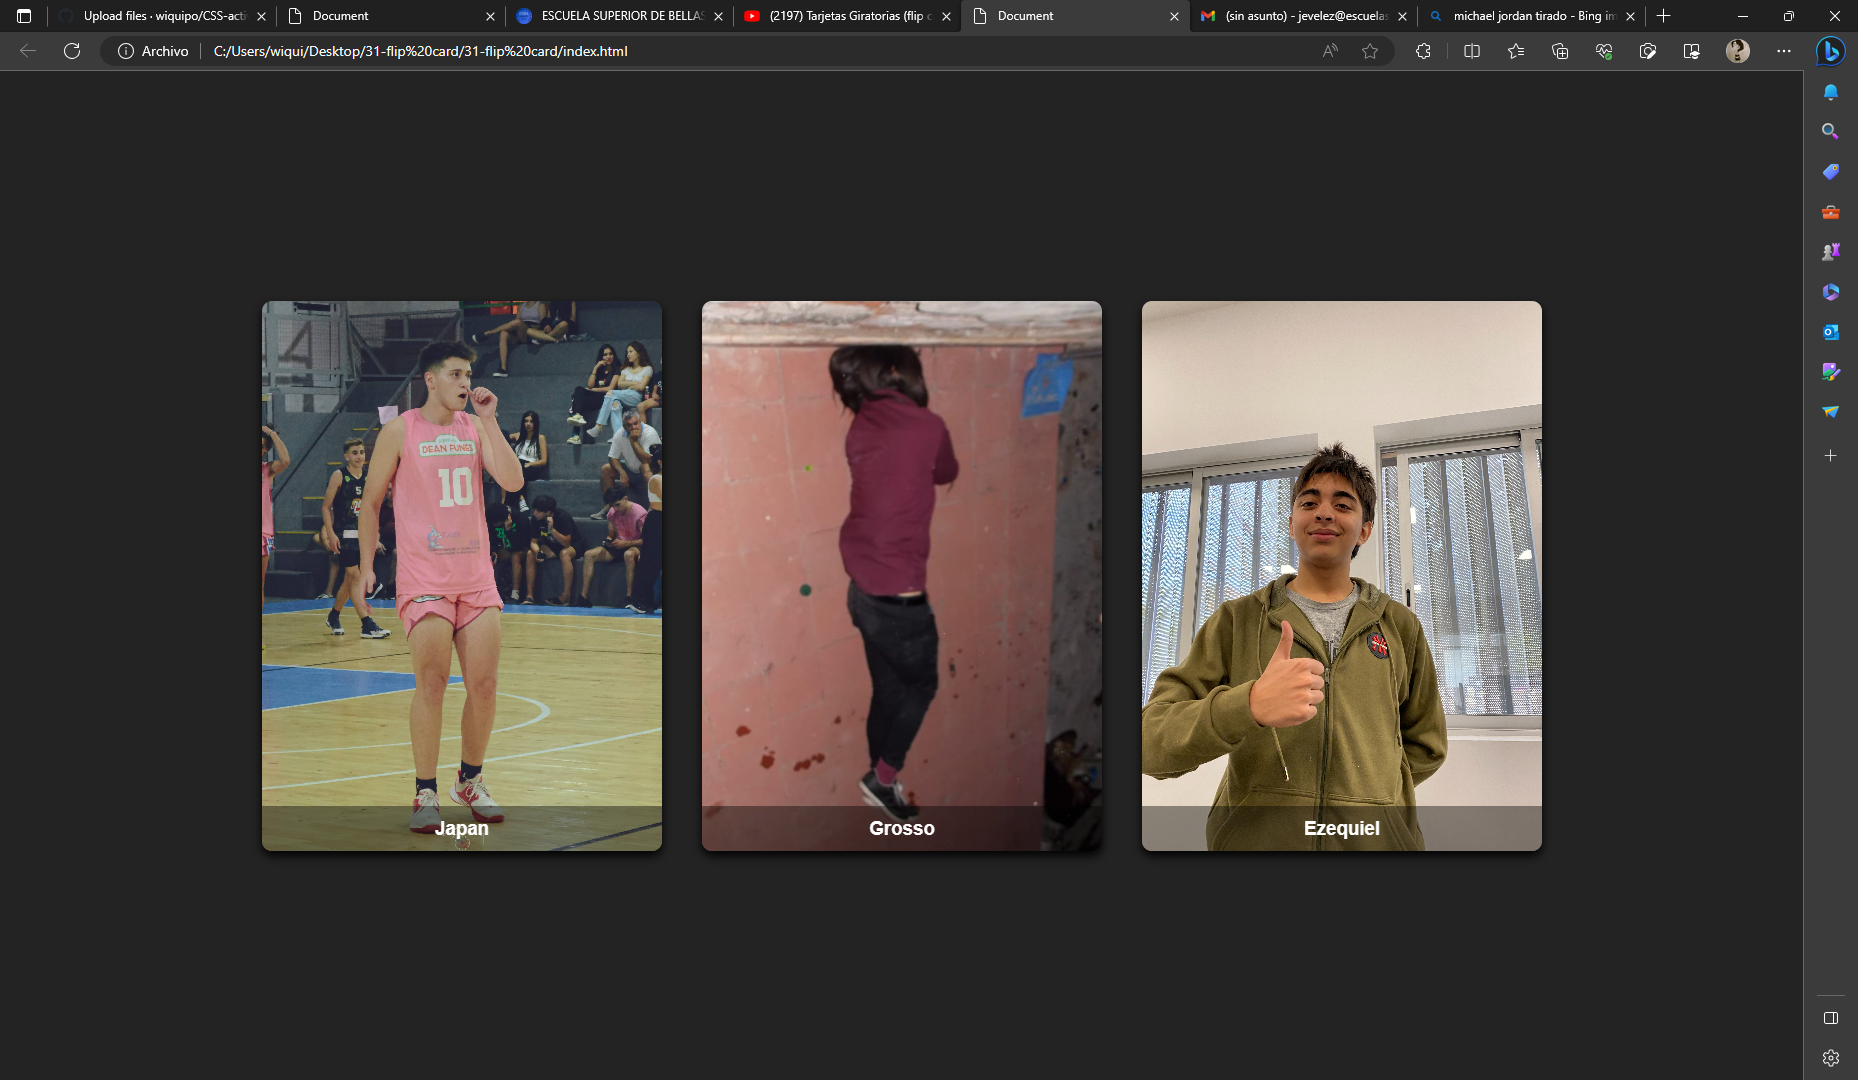 Upload files · wiquipo/CSS-acti
Document
ESCUELA SUPERIOR DE BELLAS
(2197) Tarjetas Giratorias (flip c
Document
(sin asunto) - jevelez@escuelas
michael jordan tirado - Bing im
Archivo
C:/Users/wiqui/Desktop/31-flip%20card/31-flip%20card/index.html
DEAN FUNES
10
5
Japan
Grosso
Ezequiel